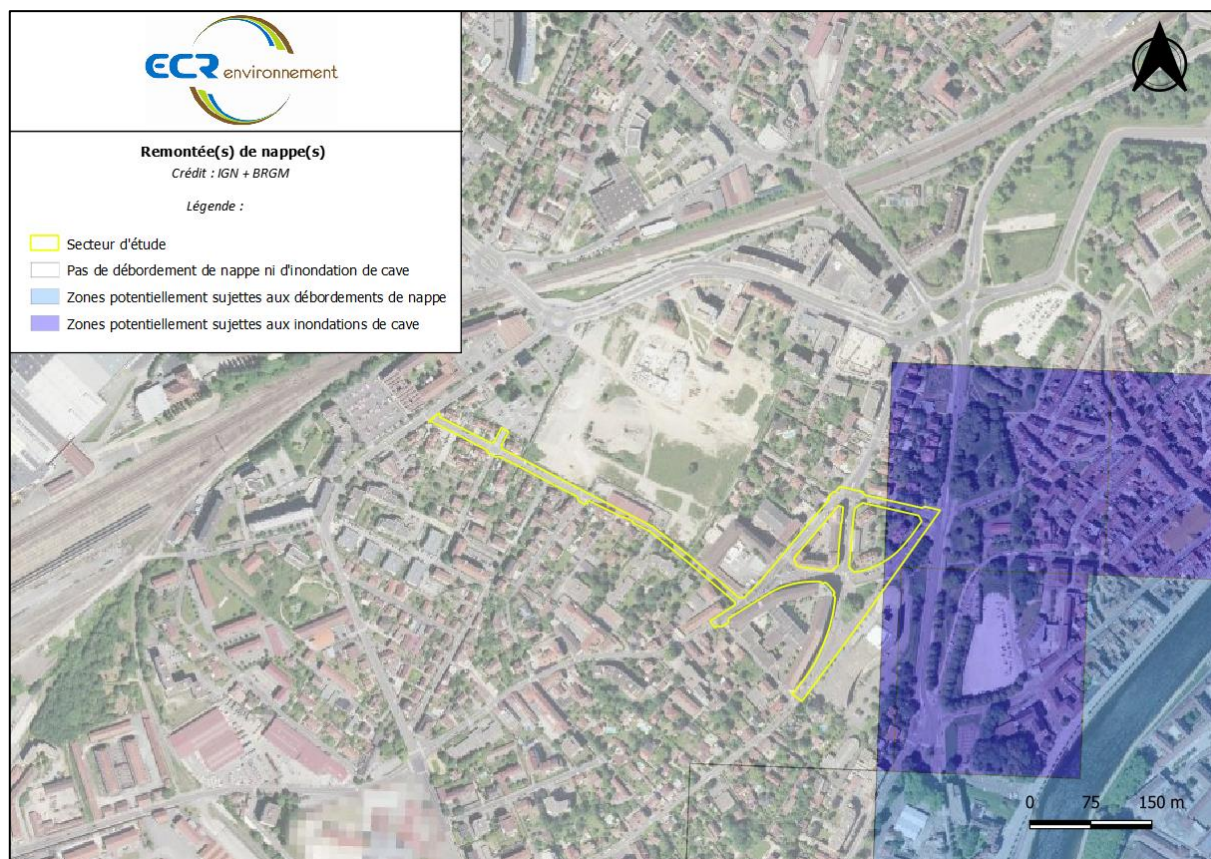 ECR environnement
Remontée(s) de nappe(s)
Crédit : IGN + BRGM
Légende :
Secteur d'étude
Pas de débordement de nappe ni d'inondation de cave
Zones potentiellement sujettes aux débordements de nappe
Zones potentiellement sujettes aux inondations de cave
0 75 150 m